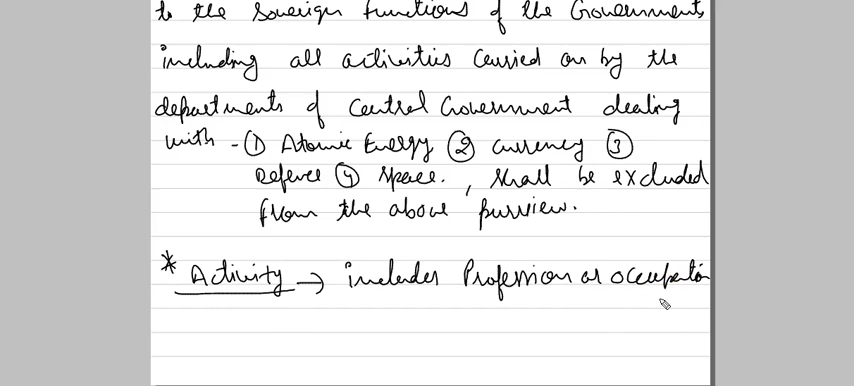 to the Soverign functions of the Governments
including all activities carried on by the
departments of Central Government dealing
with - ① Atomic Energy ② currency ③
Defence ④ space. , shall be excluded
from the above purview.
* Activity → includes Profession or occupation